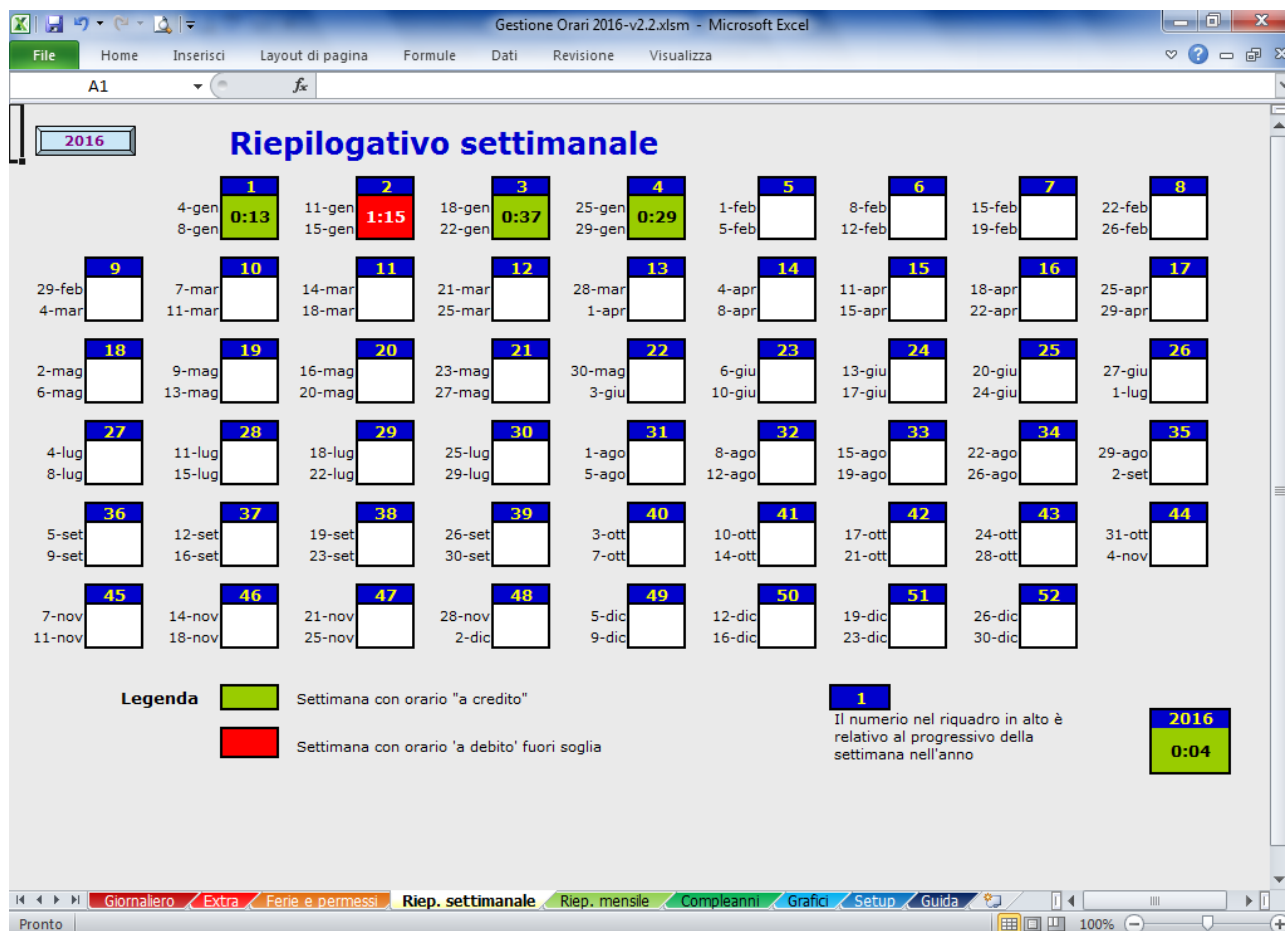 Gestione Orari 2016-v2.2.xlsm - Microsoft Excel
File Home Inserisci Layout di pagina Formule Dati Revisione Visualizza
A1 fx
2016 Riepilogativo settimanale
1 2 3 4 5 6 7 8
4-gen 0:13 11-gen 1:15 18-gen 0:37 25-gen 0:29 1-feb 8-feb 15-feb 22-feb
8-gen 15-gen 22-gen 29-gen 5-feb 12-feb 19-feb 26-feb
9 10 11 12 13 14 15 16 17
29-feb 7-mar 14-mar 21-mar 28-mar 4-apr 11-apr 18-apr 25-apr
4-mar 11-mar 18-mar 25-mar 1-apr 8-apr 15-apr 22-apr 29-apr
18 19 20 21 22 23 24 25 26
2-mag 9-mag 16-mag 23-mag 30-mag 6-giu 13-giu 20-giu 27-giu
6-mag 13-mag 20-mag 27-mag 3-giu 10-giu 17-giu 24-giu 1-lug
27 28 29 30 31 32 33 34 35
4-lug 11-lug 18-lug 25-lug 1-ago 8-ago 15-ago 22-ago 29-ago
8-lug 15-lug 22-lug 29-lug 5-ago 12-ago 19-ago 26-ago 2-set
36 37 38 39 40 41 42 43 44
5-set 12-set 19-set 26-set 3-ott 10-ott 17-ott 24-ott 31-ott
9-set 16-set 23-set 30-set 7-ott 14-ott 21-ott 28-ott 4-nov
45 46 47 48 49 50 51 52
7-nov 14-nov 21-nov 28-nov 5-dic 12-dic 19-dic 26-dic
11-nov 18-nov 25-nov 2-dic 9-dic 16-dic 23-dic 30-dic
Legenda Settimana con orario "a credito"
Settimana con orario 'a debito' fuori soglia
1
Il numerio nel riquadro in alto è
relativo al progressivo della
settimana nell'anno
2016
0:04
Giornaliero Extra Ferie e permessi Riep. settimanale Riep. mensile Compleanni Grafici Setup Guida
Pronto 100%